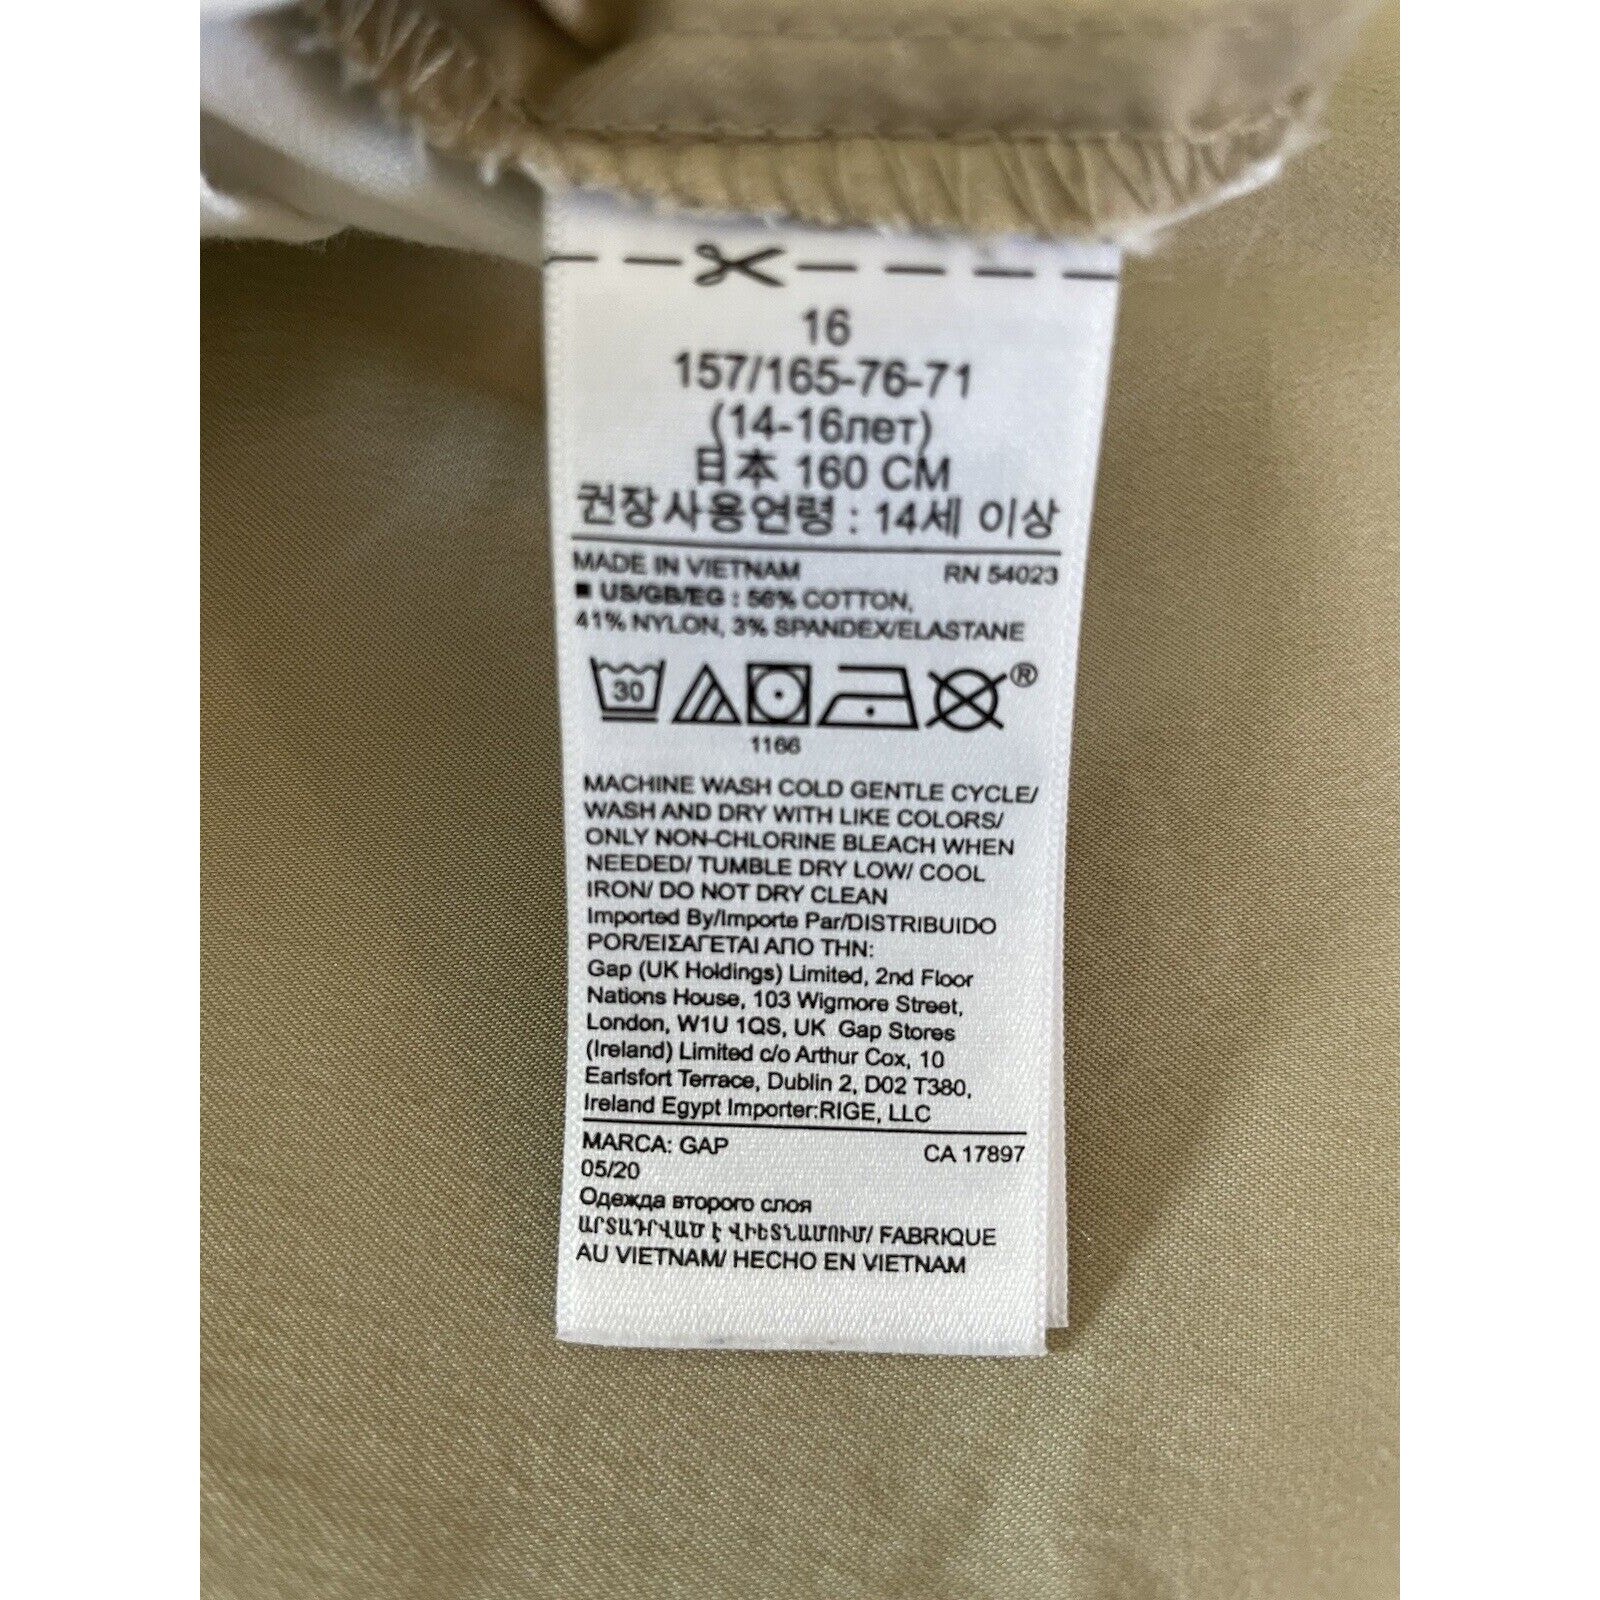 16
157/165-76-71
(14-16лет)
日本 160 CM
권장사용연령 : 14세 이상
MADE IN VIETNAM RN 54023
■ US/GB/EG : 56% COTTON,
41% NYLON, 3% SPANDEX/ELASTANE
30 ®
1166
MACHINE WASH COLD GENTLE CYCLE/
WASH AND DRY WITH LIKE COLORS/
ONLY NON-CHLORINE BLEACH WHEN
NEEDED/ TUMBLE DRY LOW/ COOL
IRON/ DO NOT DRY CLEAN
Imported By/Importe Par/DISTRIBUIDO
POR/ΕΙΣΑΓΕΤΑΙ ΑΠΟ ΤΗΝ:
Gap (UK Holdings) Limited, 2nd Floor
Nations House, 103 Wigmore Street,
London, W1U 1QS, UK Gap Stores
(Ireland) Limited c/o Arthur Cox, 10
Earlsfort Terrace, Dublin 2, D02 T380,
Ireland Egypt Importer:RIGE, LLC
MARCA: GAP CA 17897
05/20
Одежда второго слоя
ԱՐՏԱԴՐՎԱԾ Է ՎԻԵՏՆԱՄՈՒՄ/ FABRIQUE
AU VIETNAM/ HECHO EN VIETNAM